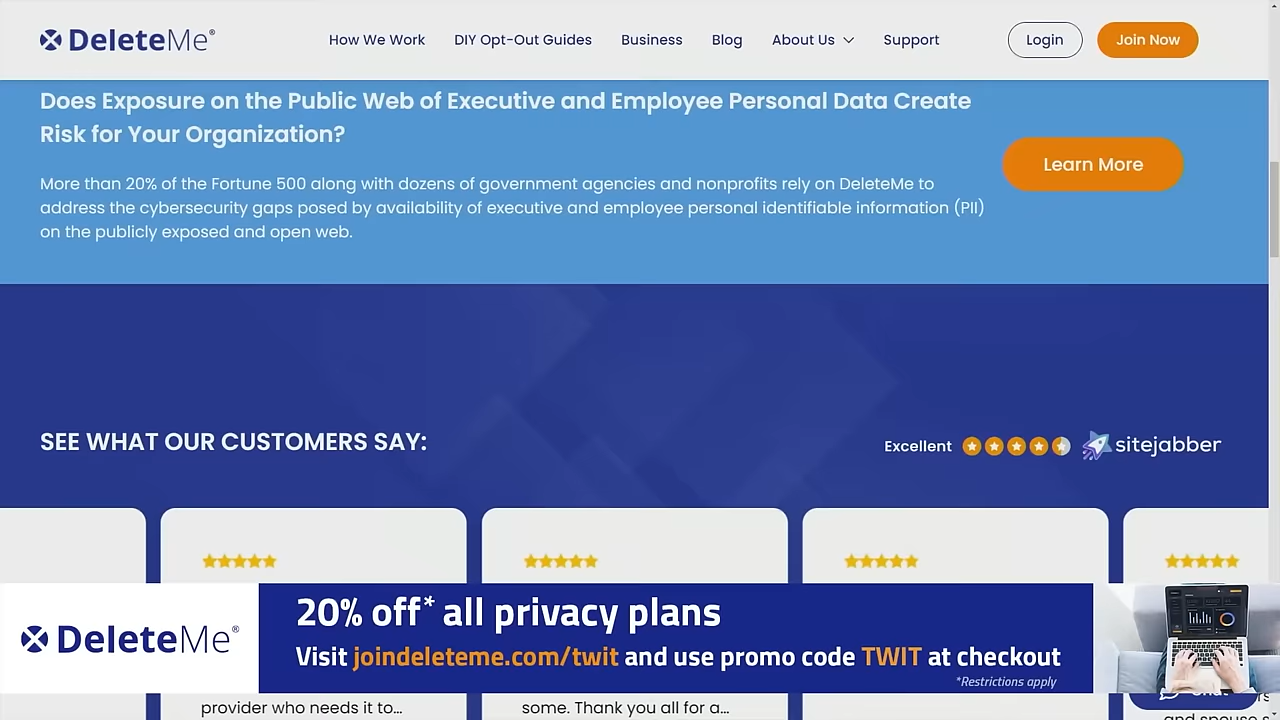 DeleteMe®
How We Work
DIY Opt-Out Guides
Business
Blog
About Us
Support
Login
Join Now
Does Exposure on the Public Web of Executive and Employee Personal Data Create
Risk for Your Organization?
More than 20% of the Fortune 500 along with dozens of government agencies and nonprofits rely on DeleteMe to
address the cybersecurity gaps posed by availability of executive and employee personal identifiable information (PII)
on the publicly exposed and open web.
Learn More
SEE WHAT OUR CUSTOMERS SAY:
Excellent
sitejabber
DeleteMe®
20% off* all privacy plans
Visit joindeleteme.com/twit and use promo code TWIT at checkout
*Restrictions apply
provider who needs it to...
some. Thank you all for a...